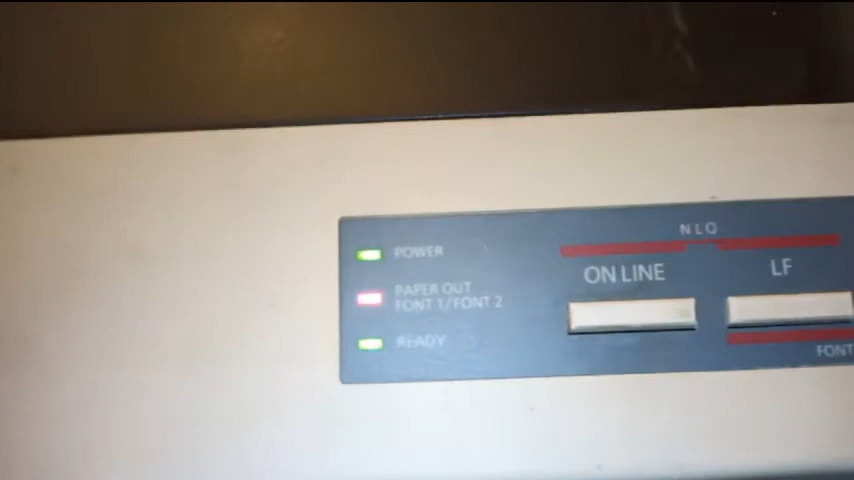 POWER
PAPER OUT
FONT 1/FONT 2
READY
NLQ
ON LINE
LF
FONT